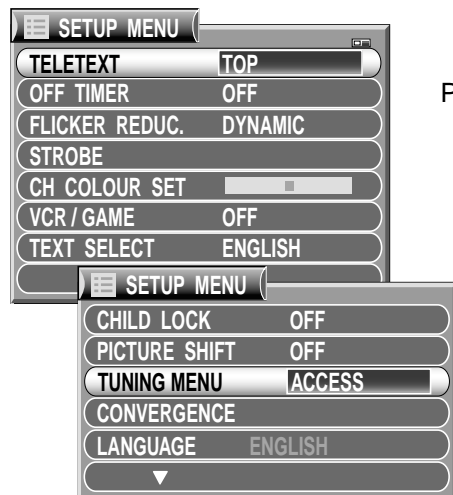 SETUP MENU
TELETEXT TOP
OFF TIMER OFF
FLICKER REDUC. DYNAMIC
STROBE
CH COLOUR SET
VCR / GAME OFF
TEXT SELECT ENGLISH
SETUP MENU
CHILD LOCK OFF
PICTURE SHIFT OFF
TUNING MENU ACCESS
CONVERGENCE
LANGUAGE ENGLISH
P